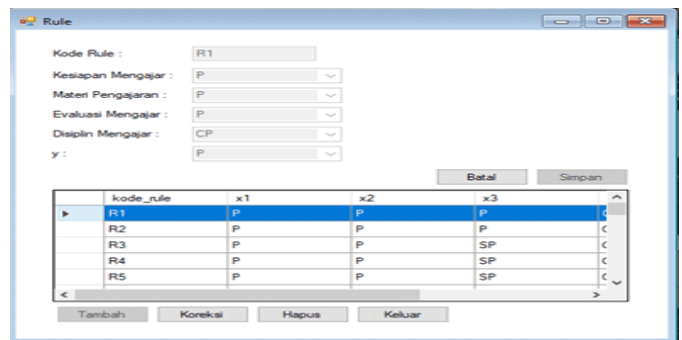 Rule
Kode Rule : R1
Kesiapan Mengajar : P
Materi Pengajaran : P
Evaluasi Mengajar : P
Disiplin Mengajar : CP
y : P
Batal Simpan
kode_rule x1 x2 x3
R1 P P P
R2 P P P
R3 P P SP
R4 P P SP
R5 P P SP
Tambah Koreksi Hapus Keluar